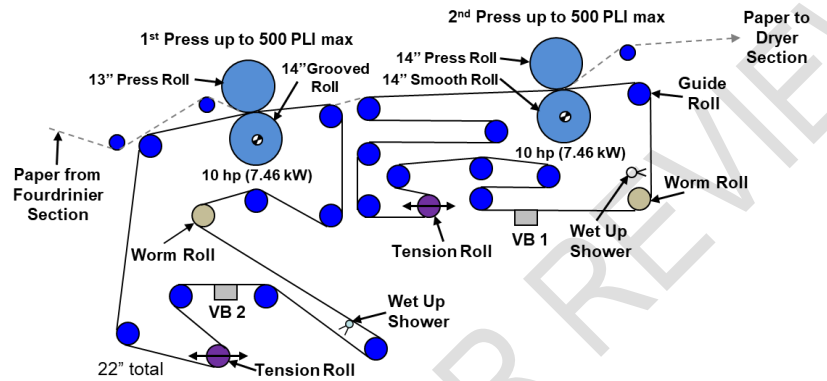 2nd Press up to 500 PLI max
Paper to
Dryer
Section
1st Press up to 500 PLI max
14” Press Roll
13” Press Roll
14”Grooved
Roll
14” Smooth Roll
Guide
Roll
10 hp (7.46 kW)
10 hp (7.46 kW)
Paper from
Fourdrinier
Section
Worm Roll
Tension Roll
VB 1
Wet Up
Shower
Worm Roll
VB 2
Wet Up
Shower
22” total
Tension Roll
R REVIEW